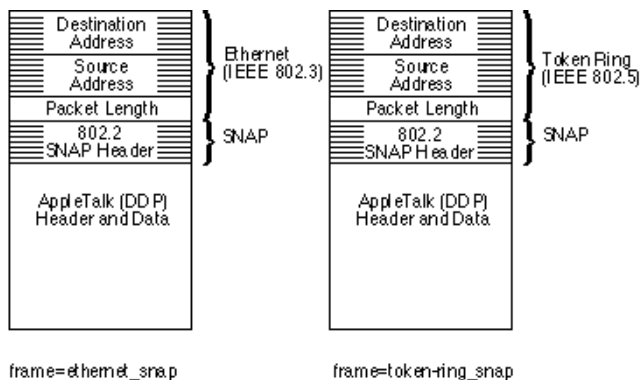 Destination
Address
Source
Address
Packet Length
802.2
SNAP Header
AppleTalk (DDP)
Header and Data
Ethernet
(IEEE 802.3)
SNAP
frame=ethernet_snap
Destination
Address
Source
Address
Packet Length
802.2
SNAP Header
AppleTalk (DDP)
Header and Data
Token Ring
(IEEE 802.5)
SNAP
frame=token-ring_snap